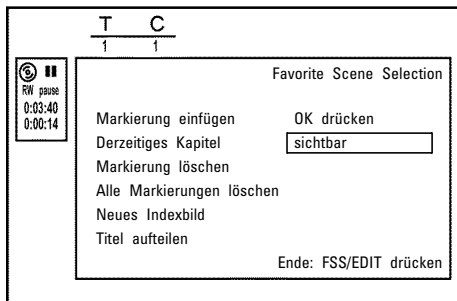 T C
1 1
RW pause
0:03:40
0:00:14
Favorite Scene Selection
Markierung einfügen OK drücken
Derzeitiges Kapitel sichtbar
Markierung löschen
Alle Markierungen löschen
Neues Indexbild
Titel aufteilen
Ende: FSS/EDIT drücken